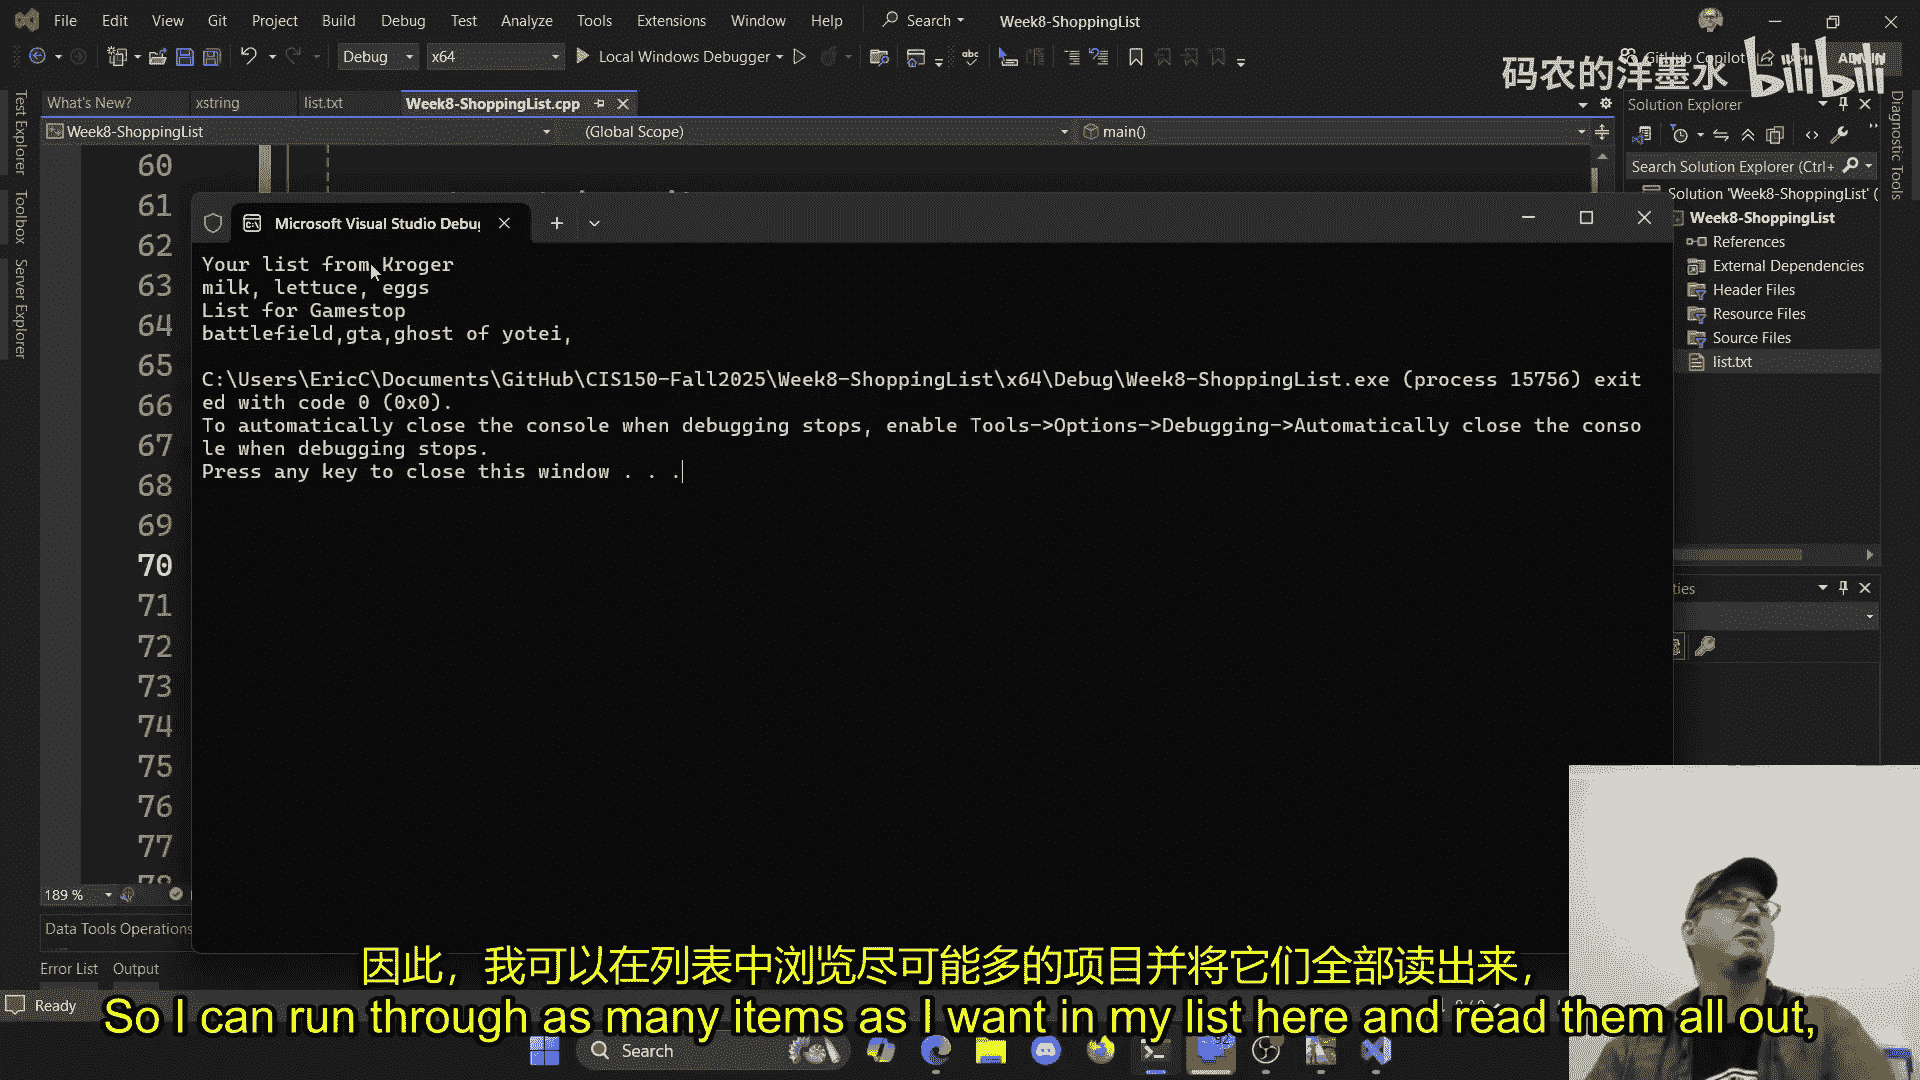 File Edit View Git Project Build Debug Test Analyze Tools Extensions Window Help Search Week8-ShoppingList
Debug x64 Local Windows Debugger GitHub Copilot
码农的洋墨水 bilibili
What's New? xstring list.txt Week8-ShoppingList.cpp
Solution Explorer
Week8-ShoppingList (Global Scope) main()
Search Solution Explorer (Ctrl+
Solution 'Week8-ShoppingList' (
Week8-ShoppingList
References
External Dependencies
Header Files
Resource Files
Source Files
list.txt
Test Explorer
Toolbox
Server Explorer
Diagnostic Tools
60
61
62
63
64
65
66
67
68
69
70
71
72
73
74
75
76
77
Microsoft Visual Studio Debug
Your list from Kroger
milk, lettuce, eggs
List for Gamestop
battlefield,gta,ghost of yotei,
C:\Users\EricC\Documents\GitHub\CIS150-Fall2025\Week8-ShoppingList\x64\Debug\Week8-ShoppingList.exe (process 15756) exit
ed with code 0 (0x0).
To automatically close the console when debugging stops, enable Tools->Options->Debugging->Automatically close the conso
le when debugging stops.
Press any key to close this window . . .
189 %
Data Tools Operations
Error List Output
Ready
因此，我可以在列表中浏览尽可能多的项目并将它们全部读出来，
So I can run through as many items as I want in my list here and read them all out,
Search